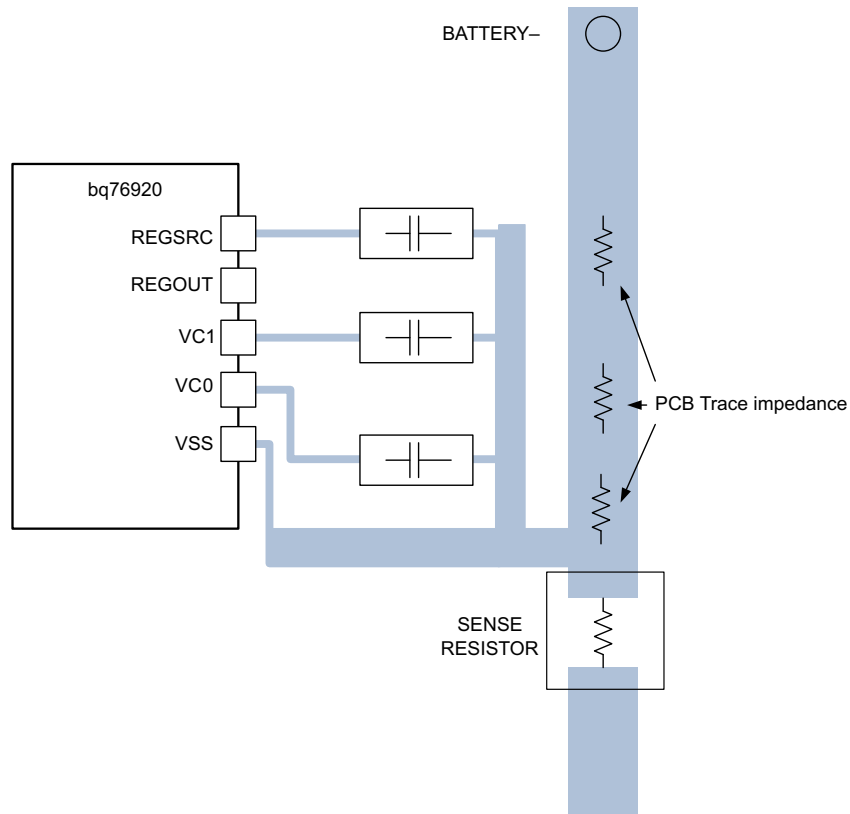 BATTERY–
bq76920
REGSRC
REGOUT
VC1
VC0
VSS
PCB Trace impedance
SENSE
RESISTOR